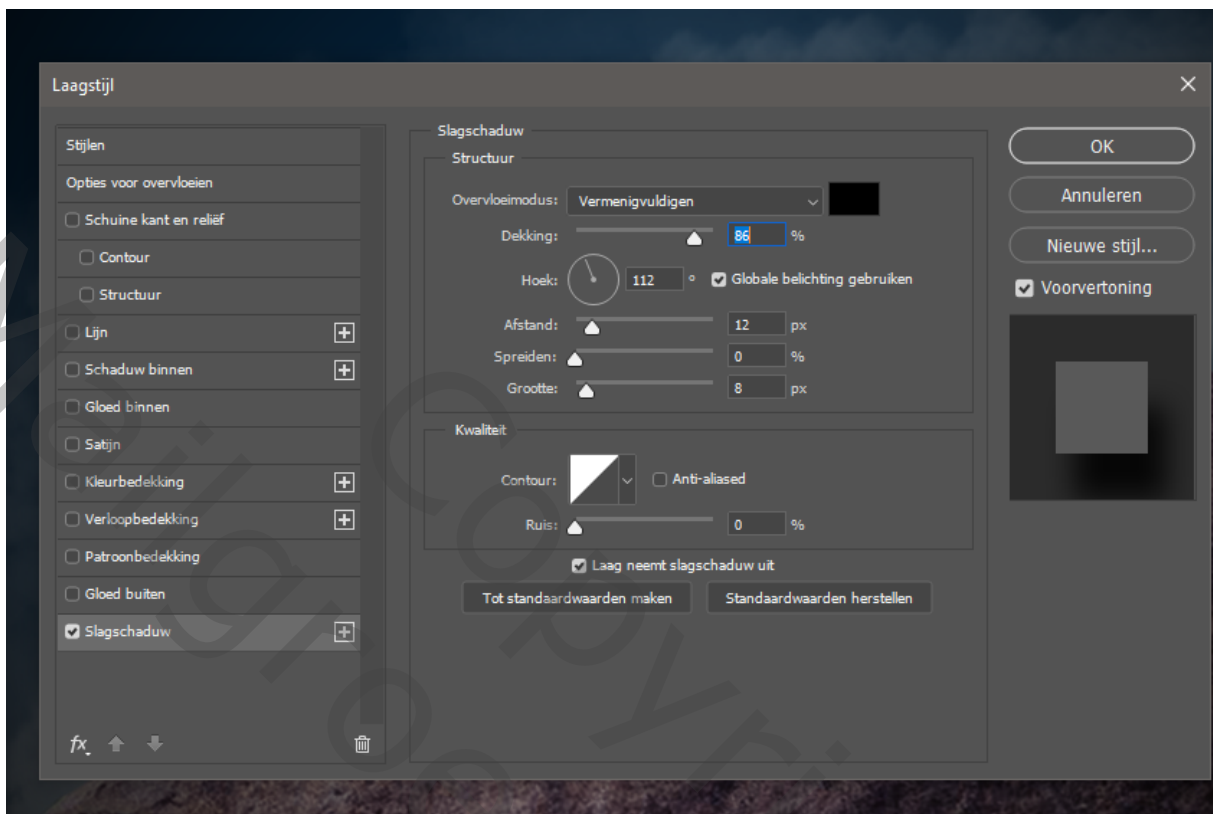 Laagstijl
Stijlen
Opties voor overvloeien
Schuine kant en reliëf
Contour
Structuur
Lijn
Schaduw binnen
Gloed binnen
Satijn
Kleurbedekking
Verloopbedekking
Patroonbedekking
Gloed buiten
Slagschaduw
fx
Slagschaduw
Structuur
Overvloeimodus: Vermenigvuldigen
Dekking: 86 %
Hoek: 112 ° Globale belichting gebruiken
Afstand: 12 px
Spreiden: 0 %
Grootte: 8 px
Kwaliteit
Contour: Anti-aliased
Ruis: 0 %
Laag neemt slagschaduw uit
Tot standaardwaarden maken Standaardwaarden herstellen
OK
Annuleren
Nieuwe stijl...
Voorvertoning